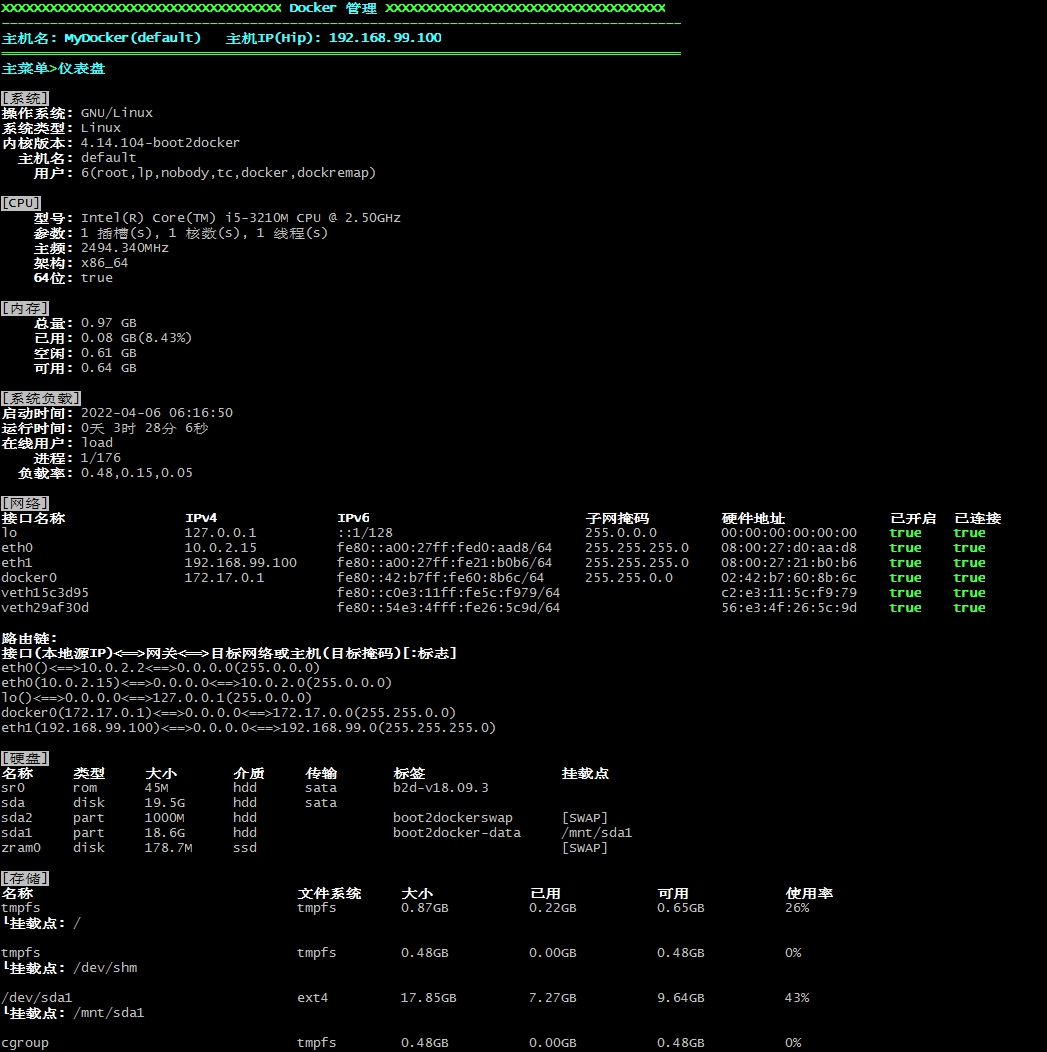 XXXXXXXXXXXXXXXXXXXXXXXXXXXXXXXXXXX Docker 管理 XXXXXXXXXXXXXXXXXXXXXXXXXXXXXXXXXXX
主机名: MyDocker(default) 主机IP(Hip): 192.168.99.100
主菜单>仪表盘
[系统]
操作系统: GNU/Linux
系统类型: Linux
内核版本: 4.14.104-boot2docker
主机名: default
用户: 6(root,lp,nobody,tc,docker,dockremap)
[CPU]
型号: Intel(R) Core(TM) i5-3210M CPU @ 2.50GHz
参数: 1 插槽(s), 1 核数(s), 1 线程(s)
主频: 2494.340MHz
架构: x86_64
64位: true
[内存]
总量: 0.97 GB
已用: 0.08 GB(8.43%)
空闲: 0.61 GB
可用: 0.64 GB
[系统负载]
启动时间: 2022-04-06 06:16:50
运行时间: 0天 3时 28分 6秒
在线用户: load
进程: 1/176
负载率: 0.48,0.15,0.05
[网络]
接口名称 IPv4 IPv6 子网掩码 硬件地址 已开启 已连接
lo 127.0.0.1 ::1/128 255.0.0.0 00:00:00:00:00:00 true true
eth0 10.0.2.15 fe80::a00:27ff:fed0:aad8/64 255.255.255.0 08:00:27:d0:aa:d8 true true
eth1 192.168.99.100 fe80::a00:27ff:fe21:b0b6/64 255.255.255.0 08:00:27:21:b0:b6 true true
docker0 172.17.0.1 fe80::42:b7ff:fe60:8b6c/64 255.255.0.0 02:42:b7:60:8b:6c true true
veth15c3d95 fe80::c0e3:11ff:fe5c:f979/64 c2:e3:11:5c:f9:79 true true
veth29af30d fe80::54e3:4fff:fe26:5c9d/64 56:e3:4f:26:5c:9d true true
路由链:
接口(本地源IP)<==>网关<==>目标网络或主机(目标掩码)[:标志]
eth0()<==>10.0.2.2<==>0.0.0.0(255.0.0.0)
eth0(10.0.2.15)<==>0.0.0.0<==>10.0.2.0(255.0.0.0)
lo()<==>0.0.0.0<==>127.0.0.1(255.0.0.0)
docker0(172.17.0.1)<==>0.0.0.0<==>172.17.0.0(255.255.0.0)
eth1(192.168.99.100)<==>0.0.0.0<==>192.168.99.0(255.255.255.0)
[硬盘]
名称 类型 大小 介质 传输 标签 挂载点
sr0 rom 45M hdd sata b2d-v18.09.3
sda disk 19.5G hdd sata
sda2 part 1000M hdd boot2dockerswap [SWAP]
sda1 part 18.6G hdd boot2docker-data /mnt/sda1
zram0 disk 178.7M ssd [SWAP]
[存储]
名称 文件系统 大小 已用 可用 使用率
tmpfs tmpfs 0.87GB 0.22GB 0.65GB 26%
┗挂载点: /
tmpfs tmpfs 0.48GB 0.00GB 0.48GB 0%
┗挂载点: /dev/shm
/dev/sda1 ext4 17.85GB 7.27GB 9.64GB 43%
┗挂载点: /mnt/sda1
cgroup tmpfs 0.48GB 0.00GB 0.48GB 0%